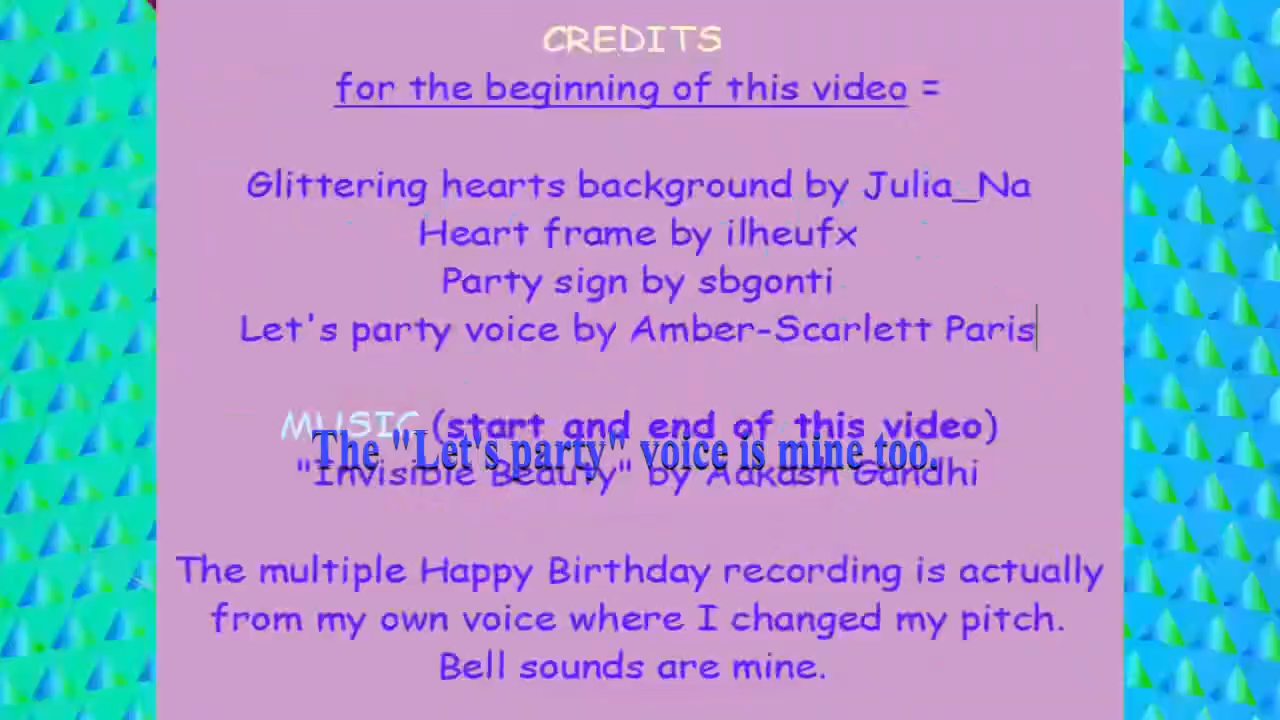 CREDITS
for the beginning of this video =
Glittering hearts background by Julia_Na
Heart frame by ilheufx
Party sign by sbgonti
Let's party voice by Amber-Scarlett Paris
MUSIC (start and end of this video)
The "Let's party" voice is mine too.
"Invisible Beauty" by Aakash Gandhi
The multiple Happy Birthday recording is actually
from my own voice where I changed my pitch.
Bell sounds are mine.